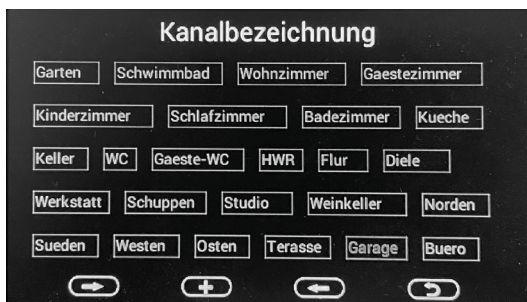 Kanalbezeichnung
Garten Schwimmbad Wohnzimmer Gaestezimmer
Kinderzimmer Schlafzimmer Badezimmer Kueche
Keller WC Gaeste-WC HWR Flur Diele
Werkstatt Schuppen Studio Weinkeller Norden
Sueden Westen Osten Terasse Garage Buero